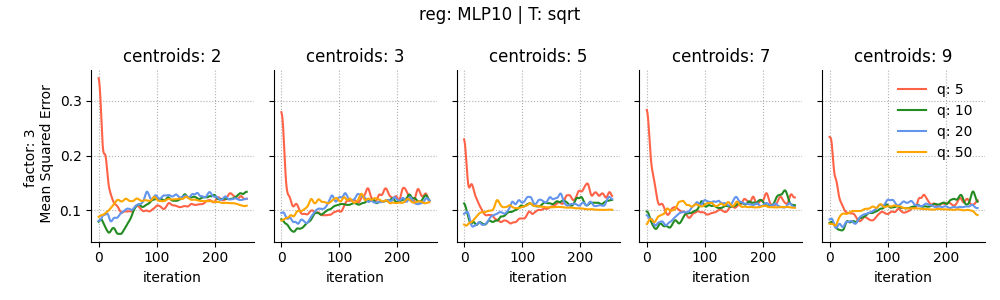 reg: MLP10 | T: sqrt
centroids: 2
centroids: 3
centroids: 5
centroids: 7
centroids: 9
factor: 3
Mean Squared Error
0.3
0.2
0.1
q: 5
q: 10
q: 20
q: 50
0 100 200
0 100 200
0 100 200
0 100 200
0 100 200
iteration
iteration
iteration
iteration
iteration